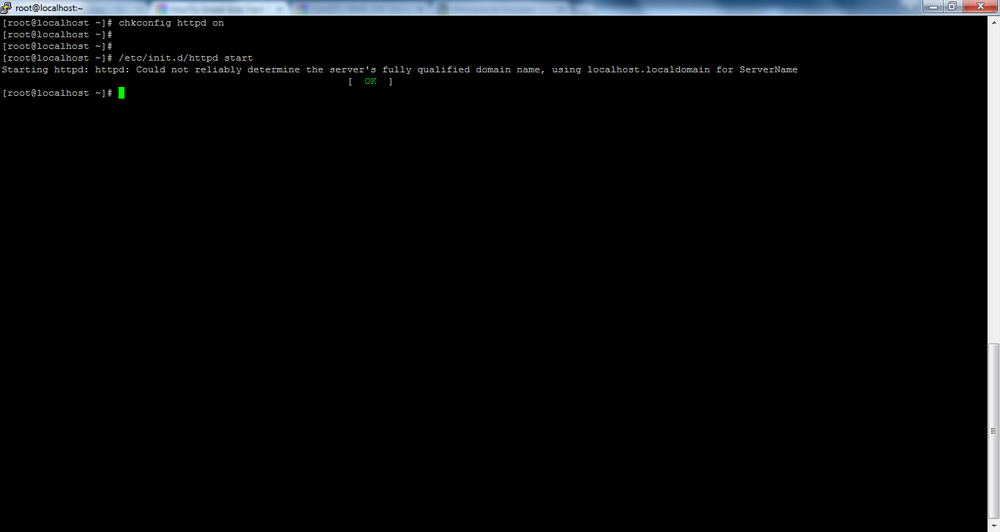 root@localhost:~
[root@localhost ~]# chkconfig httpd on
[root@localhost ~]#
[root@localhost ~]#
[root@localhost ~]# /etc/init.d/httpd start
Starting httpd: httpd: Could not reliably determine the server's fully qualified domain name, using localhost.localdomain for ServerName
[  OK  ]
[root@localhost ~]#